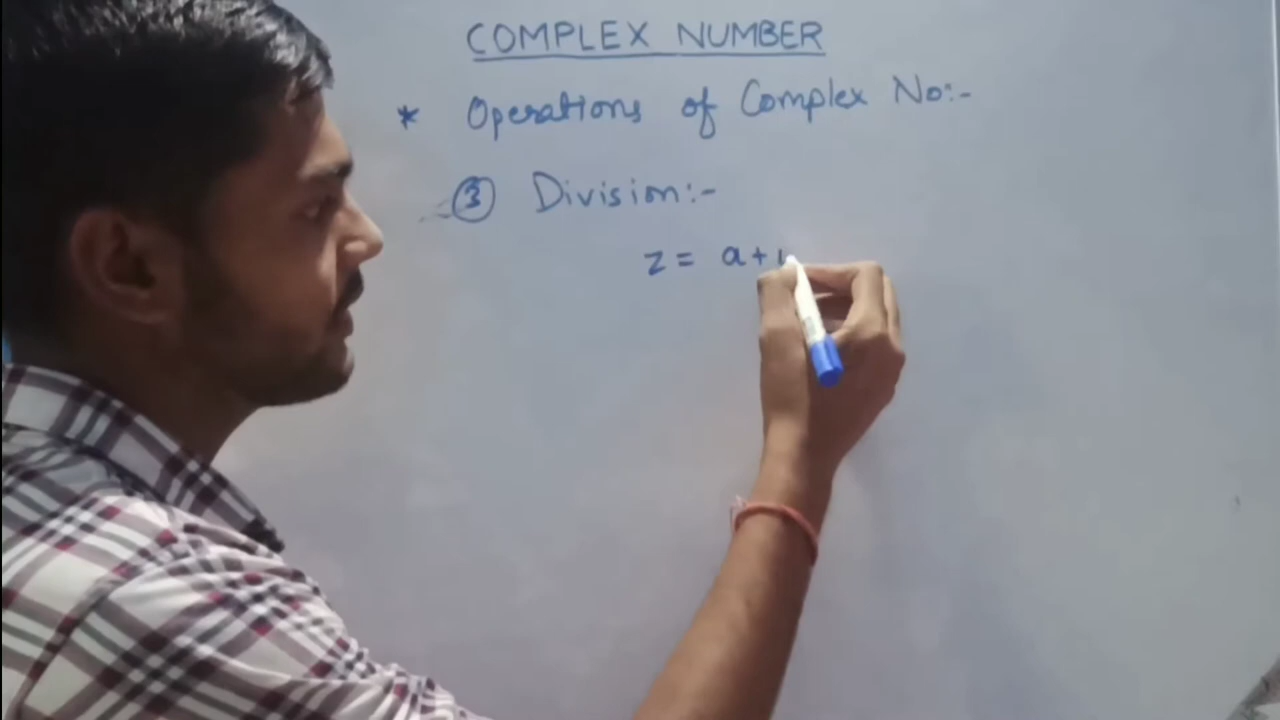 COMPLEX NUMBER
* Operations of Complex No:-
③ Division:-
z = a+